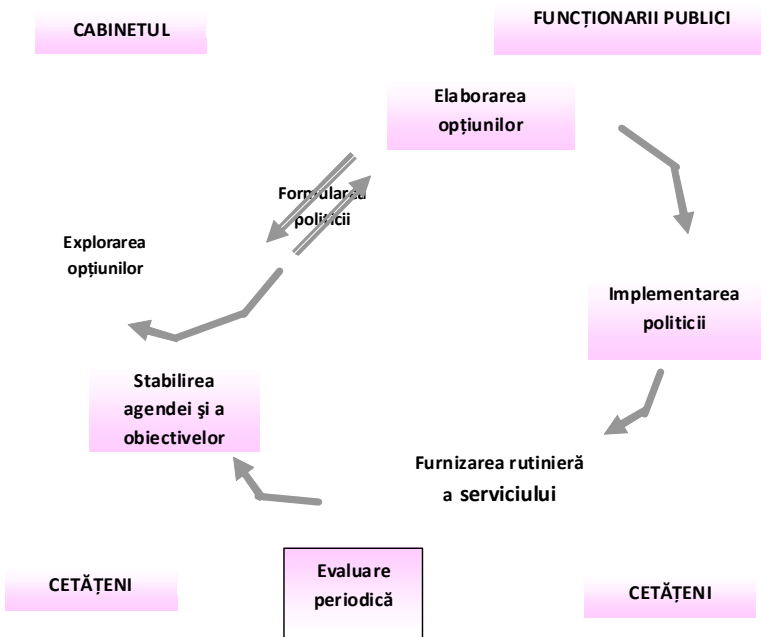 CABINETUL
FUNCȚIONARII PUBLICI
Elaborarea
opțiunilor
Formularea
politicii
Explorarea
opțiunilor
Implementarea
politicii
Stabilirea
agendei şi a
obiectivelor
Furnizarea rutinieră
a serviciului
Evaluare
periodică
CETĂȚENI
CETĂȚENI